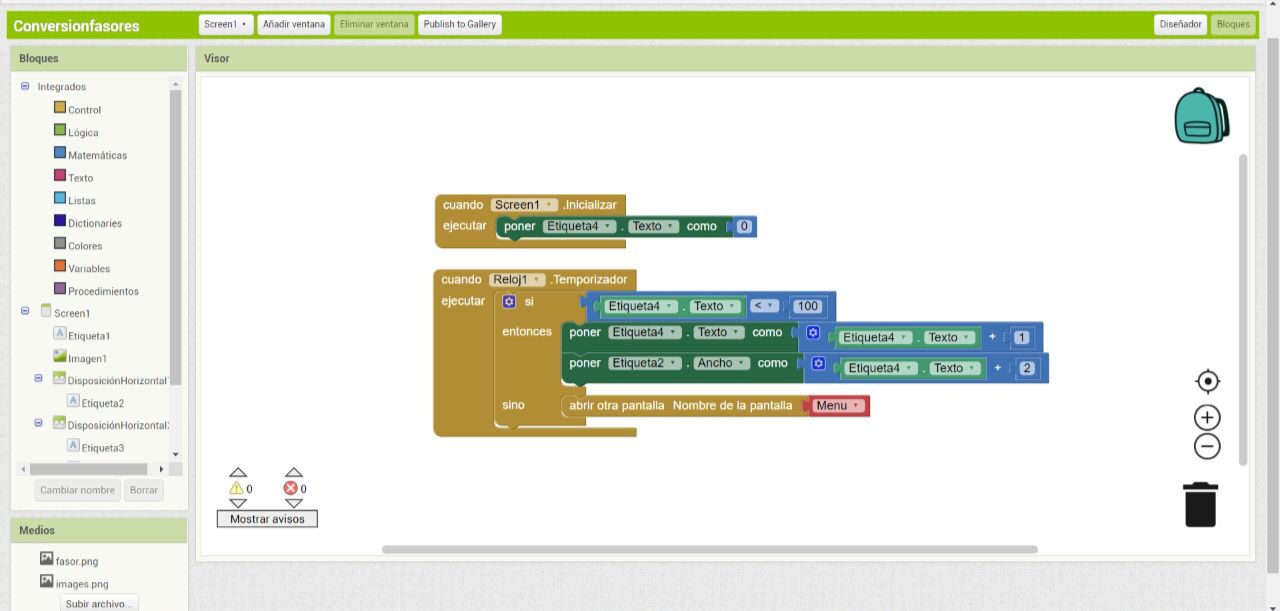 Conversionfasores Screen1 Añadir ventana Eliminar ventana Publish to Gallery Diseñador Bloques
Bloques
Integrados
Control
Lógica
Matemáticas
Texto
Listas
Dictionaries
Colores
Variables
Procedimientos
Screen1
Etiqueta1
Imagen1
DisposiciónHorizontal
Etiqueta2
DisposiciónHorizontal
Etiqueta3
Cambiar nombre Borrar
Medios
fasor.png
images.png
Subir archivo...
Visor
cuando Screen1 .Inicializar
ejecutar poner Etiqueta4 . Texto como 0
cuando Reloj1 .Temporizador
ejecutar si Etiqueta4 . Texto < 100
entonces poner Etiqueta4 . Texto como Etiqueta4 . Texto + 1
poner Etiqueta2 . Ancho como Etiqueta4 . Texto + 2
sino abrir otra pantalla Nombre de la pantalla Menu
0 0
Mostrar avisos